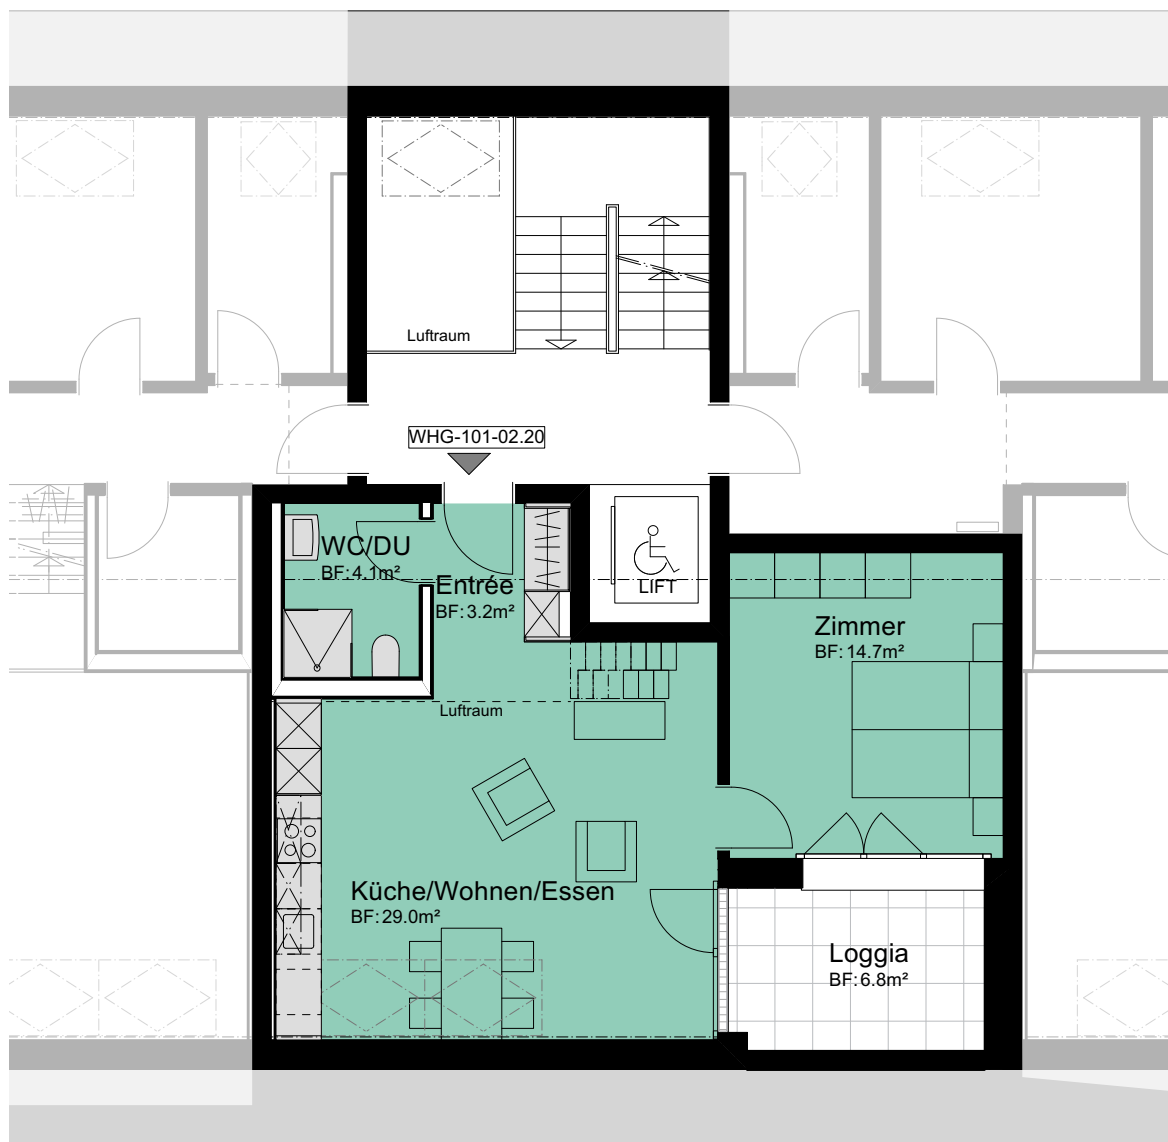 Luftraum
WHG-101-02.20
WC/DU
BF: 4.1m²
Entrée
BF: 3.2m²
LIFT
Zimmer
BF: 14.7m²
Luftraum
Küche/Wohnen/Essen
BF: 29.0m²
Loggia
BF: 6.8m²